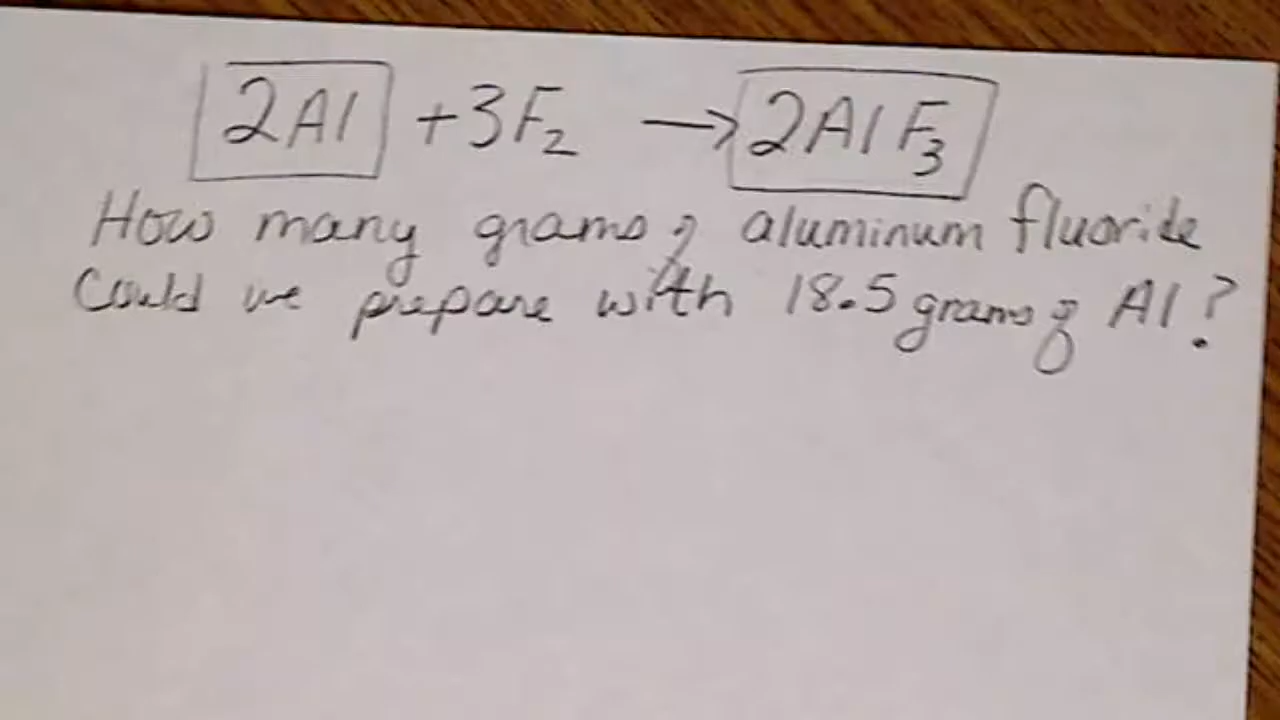 2Al + 3F₂ → 2AlF₃
How many grams of aluminum fluoride
Could we prepare with 18.5 grams of Al?